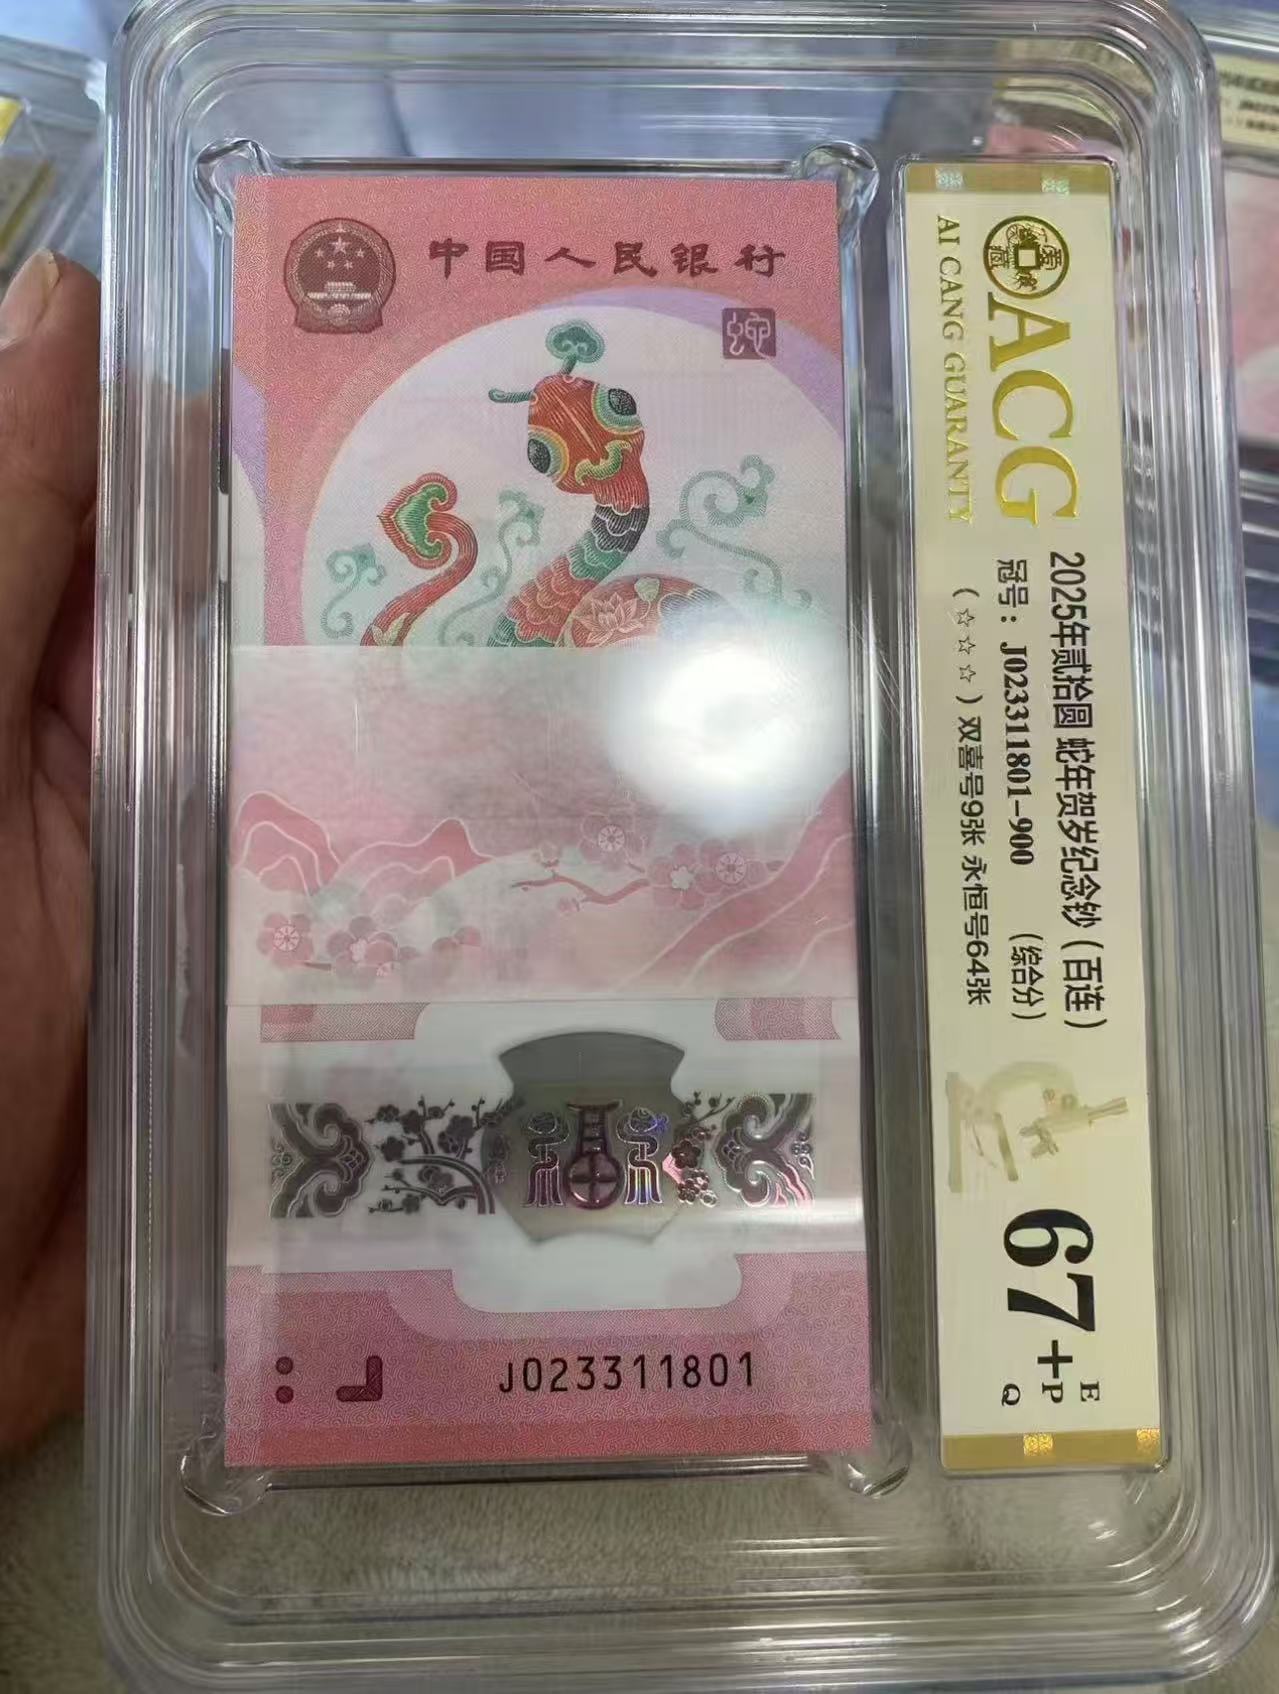 中国人民银行
蛇
J023311801
ACG
AI CANG GUARANTY
2025年贰拾圆 蛇年贺岁纪念钞（百连）
冠号：J023311801-900 （综合分）
（☆☆☆）双喜号9张 永恒号64张
67+
E
P
Q